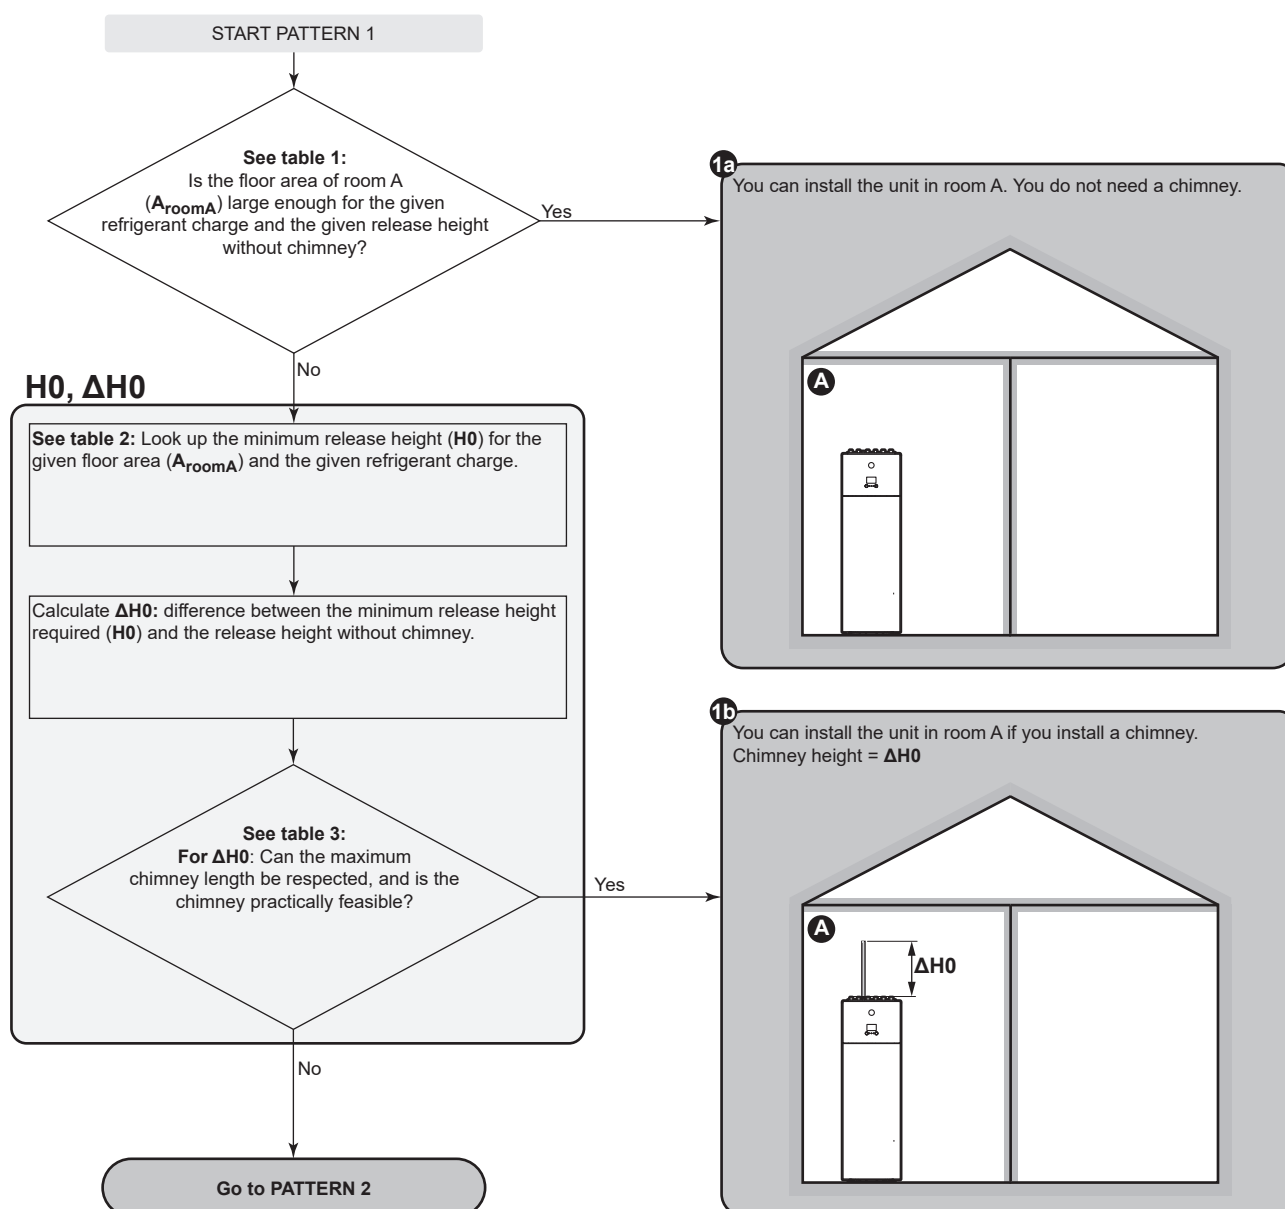 START PATTERN 1
See table 1:
Is the floor area of room A
(AroomA) large enough for the given
refrigerant charge and the given release height
without chimney?
Yes
No
1a
You can install the unit in room A. You do not need a chimney.
A
H0, ΔH0
See table 2: Look up the minimum release height (H0) for the
given floor area (AroomA) and the given refrigerant charge.
Calculate ΔH0: difference between the minimum release height
required (H0) and the release height without chimney.
See table 3:
For ΔH0: Can the maximum
chimney length be respected, and is the
chimney practically feasible?
Yes
No
1b
You can install the unit in room A if you install a chimney.
Chimney height = ΔH0
A
ΔH0
Go to PATTERN 2